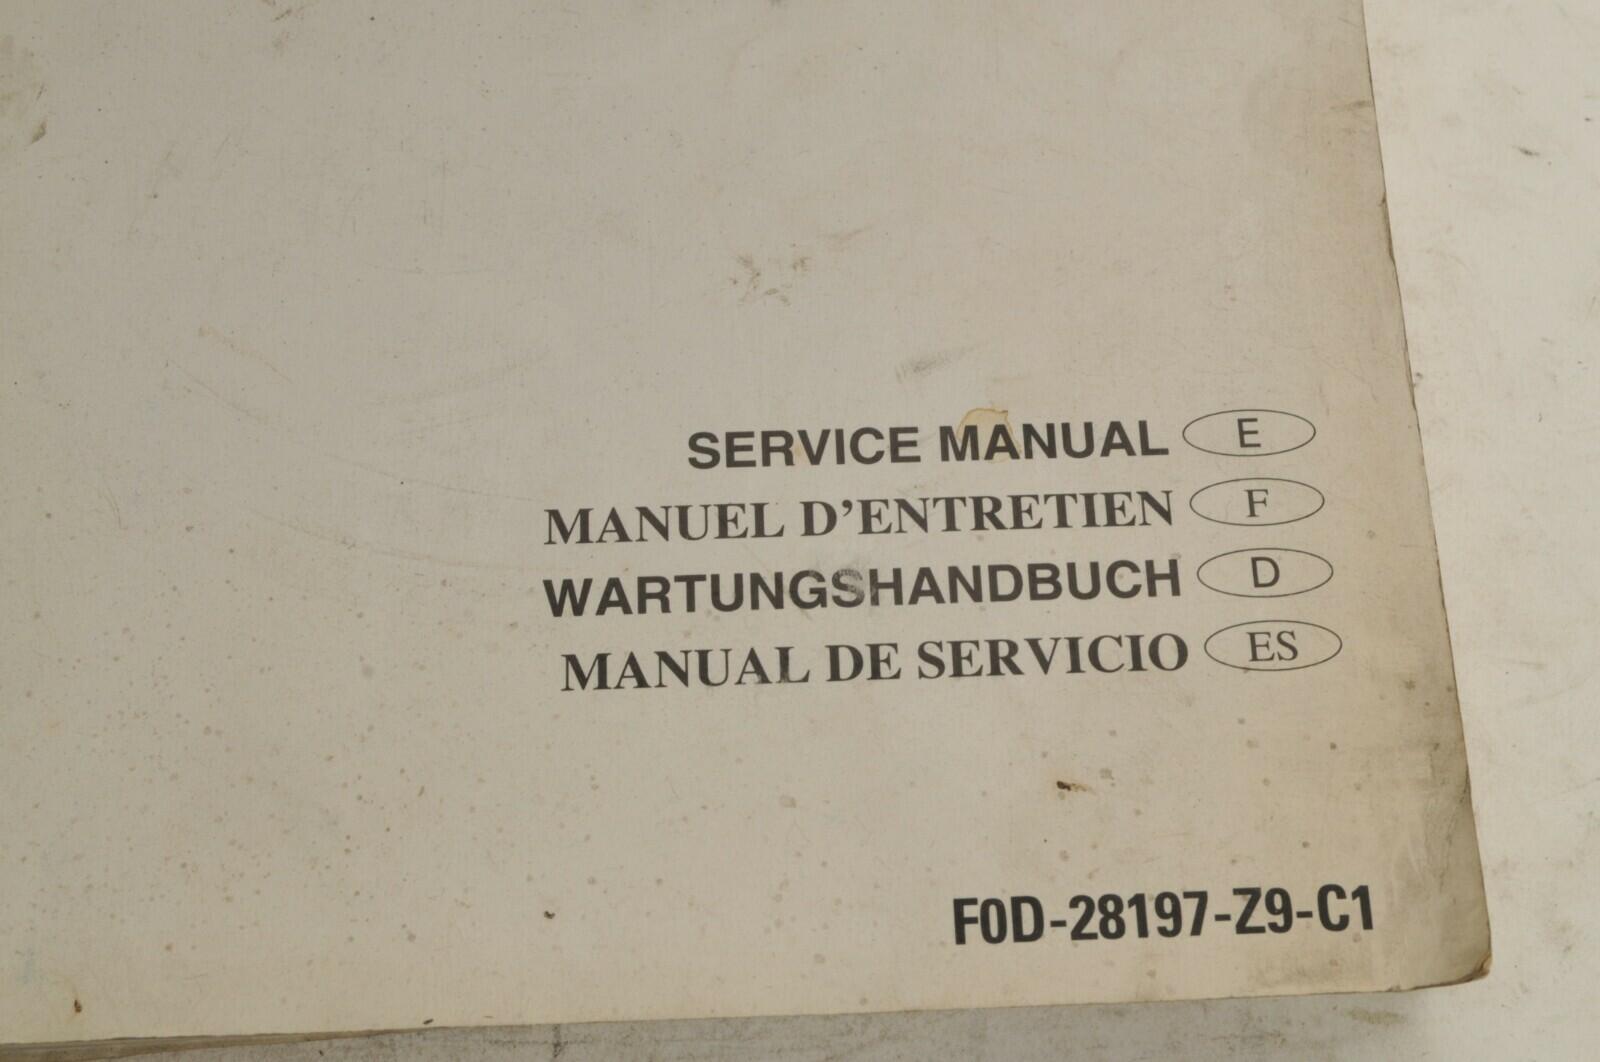 SERVICE MANUAL E
MANUEL D'ENTRETIEN F
WARTUNGSHANDBUCH D
MANUAL DE SERVICIO ES
F0D-28197-Z9-C1